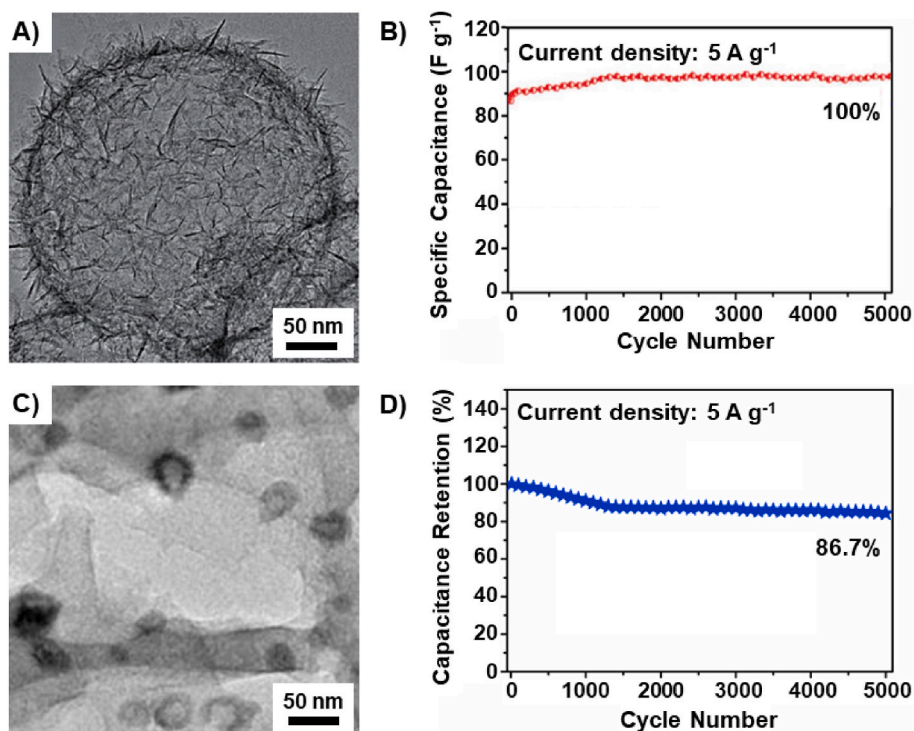 A)
50 nm
B)
Current density: 5 A g⁻¹
100%
Specific Capacitance (F g⁻¹)
120
100
80
60
40
20
0
0 1000 2000 3000 4000 5000
Cycle Number
C)
50 nm
D)
Current density: 5 A g⁻¹
86.7%
Capacitance Retention (%)
140
120
100
80
60
40
20
0
0 1000 2000 3000 4000 5000
Cycle Number